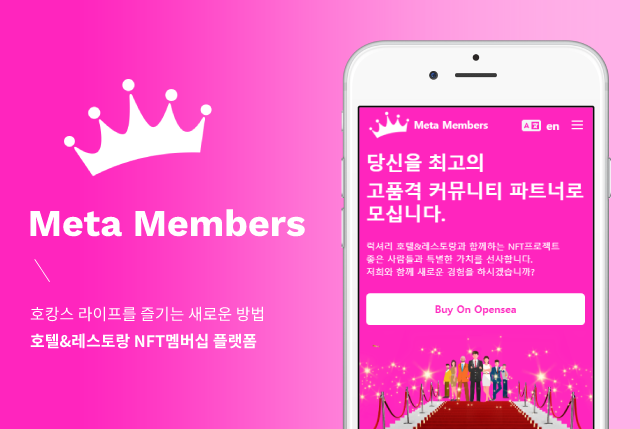 Meta Members
호캉스 라이프를 즐기는 새로운 방법
호텔&레스토랑 NFT멤버십 플랫폼
Meta Members
A
en
당신을 최고의
고품격 커뮤니티 파트너로
모십니다.
럭셔리 호텔&레스토랑과 함께하는 NFT프로젝트
좋은 사람들과 특별한 가치를 선사합니다.
저희와 함께 새로운 경험을 하시겠습니까?
Buy On Opensea